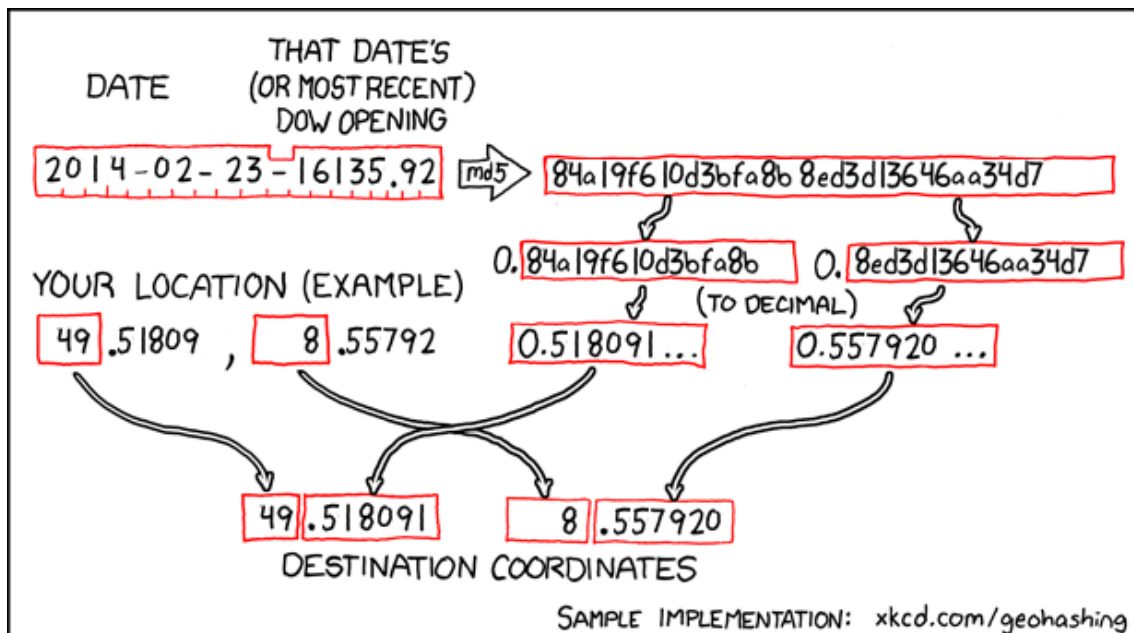 DATE
THAT DATE'S
(OR MOST RECENT)
DOW OPENING
2014-02-23-16135.92
md5
84a19f610d3bfa8b8ed3d13646aa34d7
0.84a19f610d3bfa8b
0.8ed3d13646aa34d7
YOUR LOCATION (EXAMPLE)
(TO DECIMAL)
49.51809, 8.55792
0.518091...
0.557920...
49.518091
8.557920
DESTINATION COORDINATES
SAMPLE IMPLEMENTATION: xkcd.com/geohashing